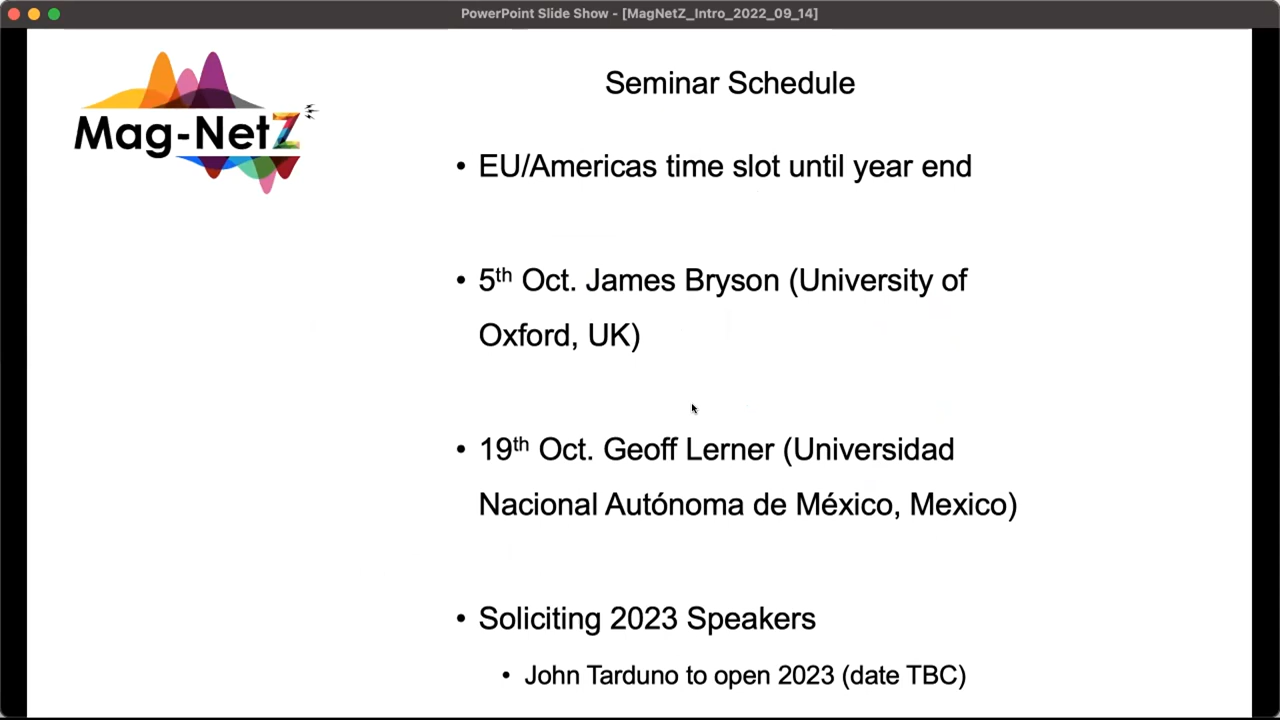 PowerPoint Slide Show - [MagNetZ_Intro_2022_09_14]
Mag-NetZ
Seminar Schedule
• EU/Americas time slot until year end
• 5th Oct. James Bryson (University of
Oxford, UK)
• 19th Oct. Geoff Lerner (Universidad
Nacional Autónoma de México, Mexico)
• Soliciting 2023 Speakers
• John Tarduno to open 2023 (date TBC)